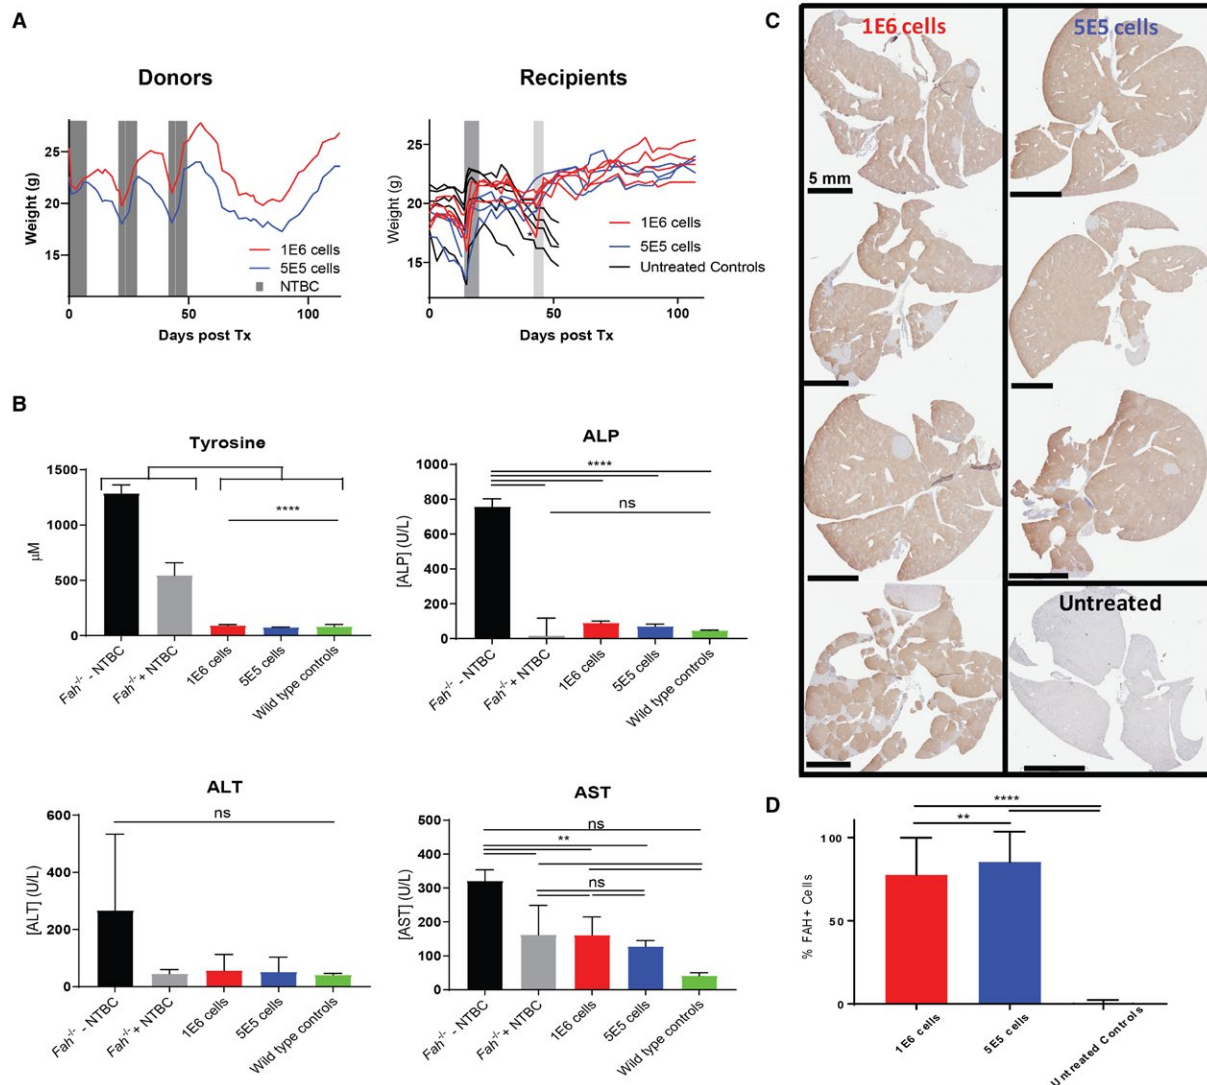 A
Donors
Weight (g)
25
20
15
0
50
100
Days post Tx
1E6 cells
5E5 cells
NTBC
Recipients
Weight (g)
25
20
15
*
0
50
100
Days post Tx
1E6 cells
5E5 cells
Untreated Controls
B
Tyrosine
μM
1500
1000
500
0
****
Fah-/- - NTBC
Fah-/-+ NTBC
1E6 cells
5E5 cells
Wild type controls
ALP
[ALP] (U/L)
1000
800
600
400
200
0
****
ns
Fah-/- - NTBC
Fah-/-+ NTBC
1E6 cells
5E5 cells
Wild type controls
ALT
[ALT] (U/L)
600
400
200
0
ns
Fah-/- - NTBC
Fah-/-+ NTBC
1E6 cells
5E5 cells
Wild type controls
AST
[AST] (U/L)
500
400
300
200
100
0
ns
**
ns
Fah-/- - NTBC
Fah-/-+ NTBC
1E6 cells
5E5 cells
Wild type controls
C
1E6 cells
5E5 cells
5 mm
Untreated
D
% FAH+ Cells
100
50
0
****
**
1E6 cells
5E5 cells
Untreated Controls